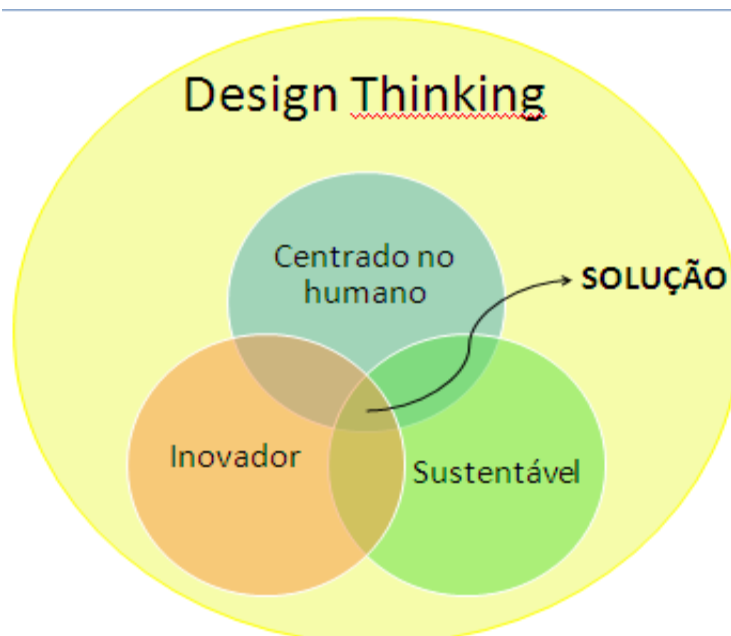 Design Thinking
Centrado no
humano
SOLUÇÃO
Inovador
Sustentável